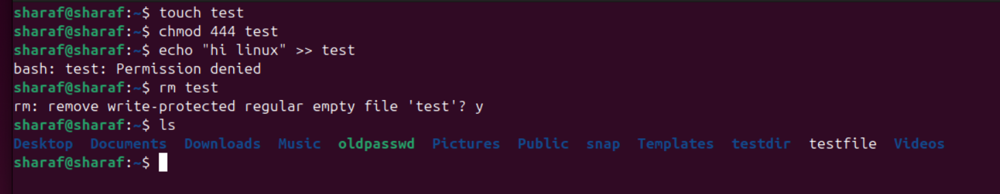 sharaf@sharaf:~$ touch test
sharaf@sharaf:~$ chmod 444 test
sharaf@sharaf:~$ echo "hi linux" >> test
bash: test: Permission denied
sharaf@sharaf:~$ rm test
rm: remove write-protected regular empty file 'test'? y
sharaf@sharaf:~$ ls
Desktop  Documents  Downloads  Music  oldpasswd  Pictures  Public  snap  Templates  testdir  testfile  Videos
sharaf@sharaf:~$